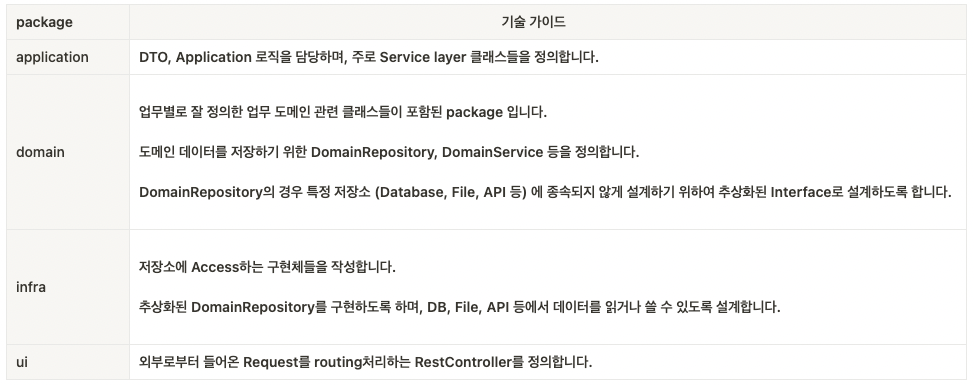 package
기술 가이드
application
DTO, Application 로직을 담당하며, 주로 Service layer 클래스들을 정의합니다.
domain
업무별로 잘 정의한 업무 도메인 관련 클래스들이 포함된 package 입니다.
도메인 데이터를 저장하기 위한 DomainRepository, DomainService 등을 정의합니다.
DomainRepository의 경우 특정 저장소 (Database, File, API 등) 에 종속되지 않게 설계하기 위하여 추상화된 Interface로 설계하도록 합니다.
infra
저장소에 Access하는 구현체들을 작성합니다.
추상화된 DomainRepository를 구현하도록 하며, DB, File, API 등에서 데이터를 읽거나 쓸 수 있도록 설계합니다.
ui
외부로부터 들어온 Request를 routing처리하는 RestController를 정의합니다.